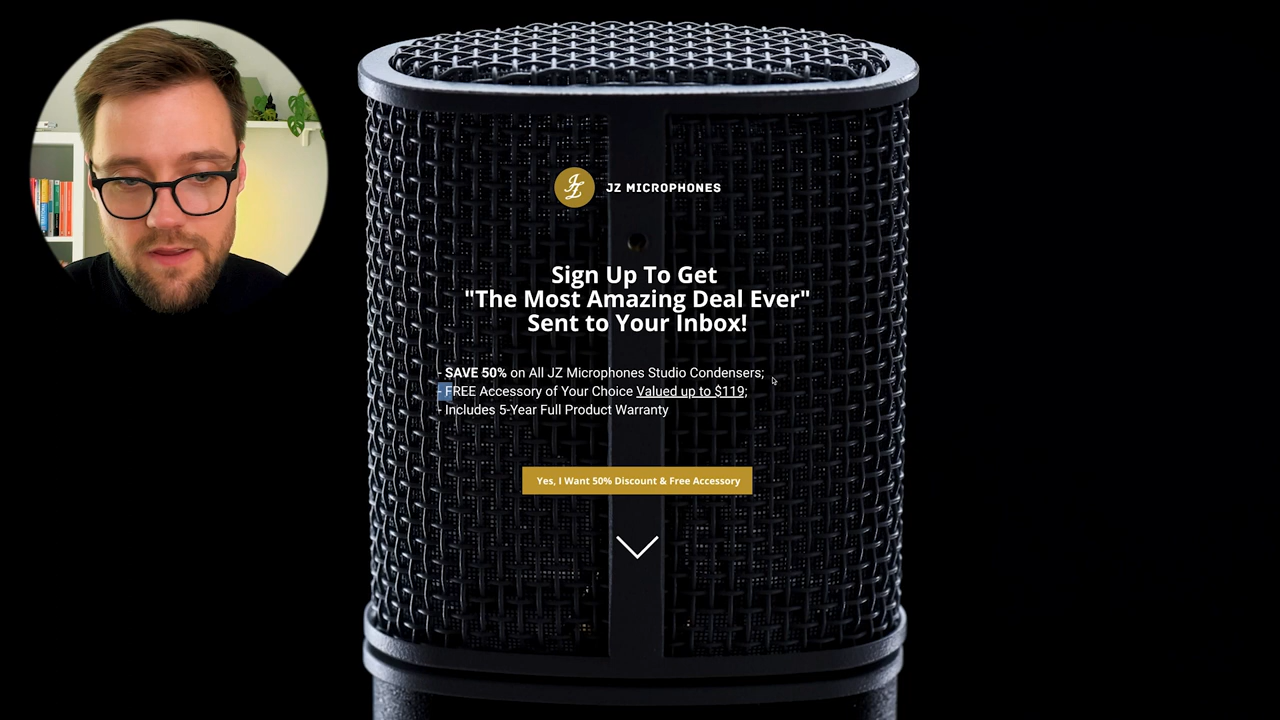 JZ
JZ MICROPHONES
Sign Up To Get
"The Most Amazing Deal Ever"
Sent to Your Inbox!
- SAVE 50% on All JZ Microphones Studio Condensers;
- FREE Accessory of Your Choice Valued up to $119;
- Includes 5-Year Full Product Warranty
Yes, I Want 50% Discount & Free Accessory